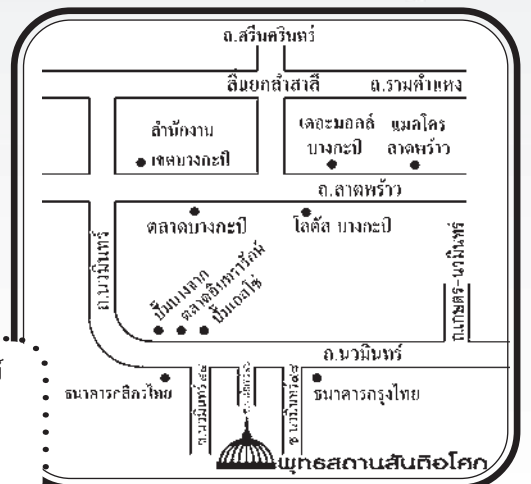 ถ.สรีนครินทร์
สี่แยกลำสาลี
ถ.รามคำแหง
สำนักงาน
เขตบางกะปิ
เดอะมอลล์
บางกะปิ
แมคโคร
ลาดพร้าว
ถ.ลาดพร้าว
ตลาดบางกะปิ
โลตัส บางกะปิ
ถ.นวมินทร์
ปั๊มบางจาก
ตลาดอินทรารักษ์
ปั๊มเอสโซ่
ถ.เกษตร-นวมินทร์
ถ.นวมินทร์
ธนาคารกสิกรไทย
ธนาคารกรุงไทย
พุทธสถานสันติอโศก